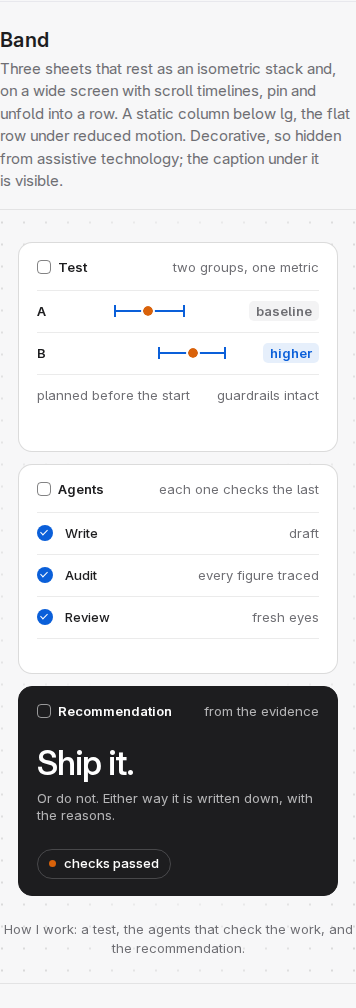 Band
Three sheets that rest as an isometric stack and,
on a wide screen with scroll timelines, pin and
unfold into a row. A static column below lg, the flat
row under reduced motion. Decorative, so hidden
from assistive technology; the caption under it
is visible.
Test two groups, one metric
A baseline
B higher
planned before the start guardrails intact
Agents each one checks the last
Write draft
Audit every figure traced
Review fresh eyes
Recommendation from the evidence
Ship it.
Or do not. Either way it is written down, with
the reasons.
checks passed
How I work: a test, the agents that check the work, and
the recommendation.